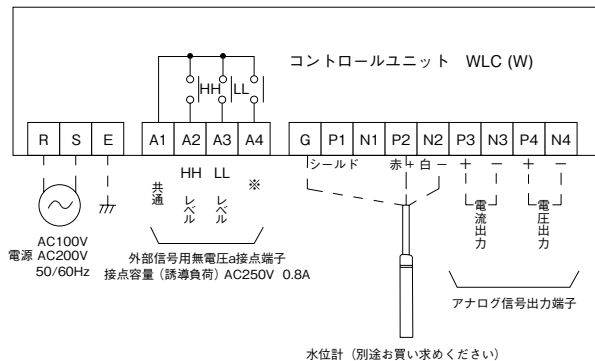 コントロールユニット WLC (W)
HH LL
R S E A1 A2 A3 A4 G P1 N1 P2 N2 P3 N3 P4 N4
シールド 赤 + 白 − + − + −
共通
HH レベル
LL レベル
※
電流出力
電圧出力
電源 AC100V
AC200V
50/60Hz
外部信号用無電圧a接点端子
接点容量（誘導負荷）AC250V 0.8A
アナログ信号出力端子
水位計（別途お買い求めください）